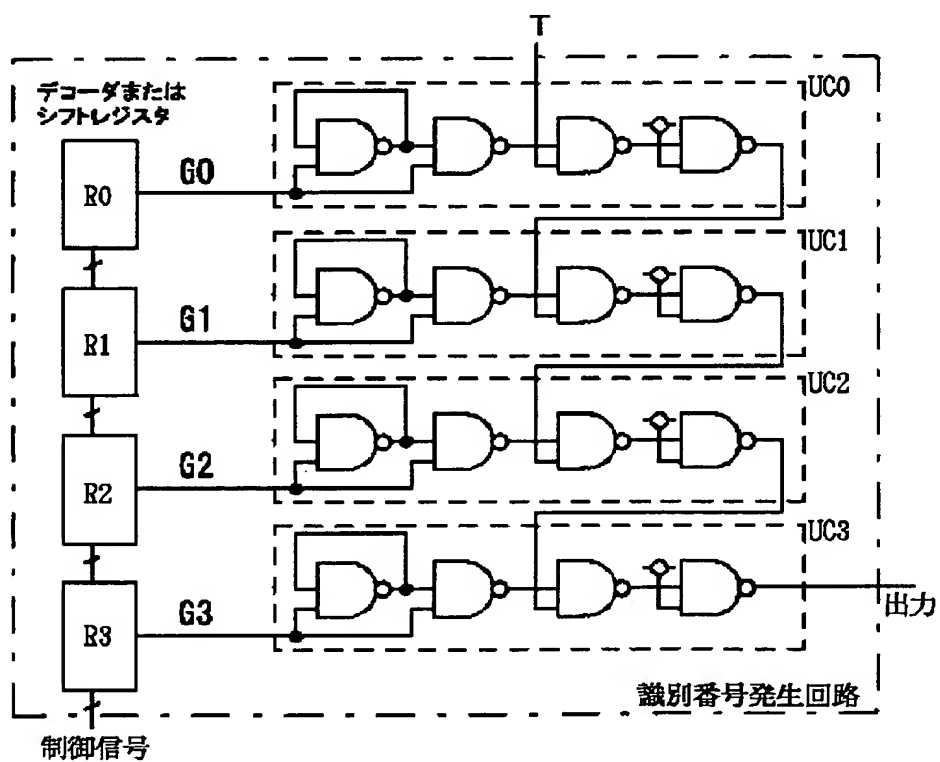 T
デコーダまたは
シフトレジスタ
UC0
R0
G0
UC1
R1
G1
UC2
R2
G2
UC3
R3
G3
出力
識別番号発生回路
制御信号